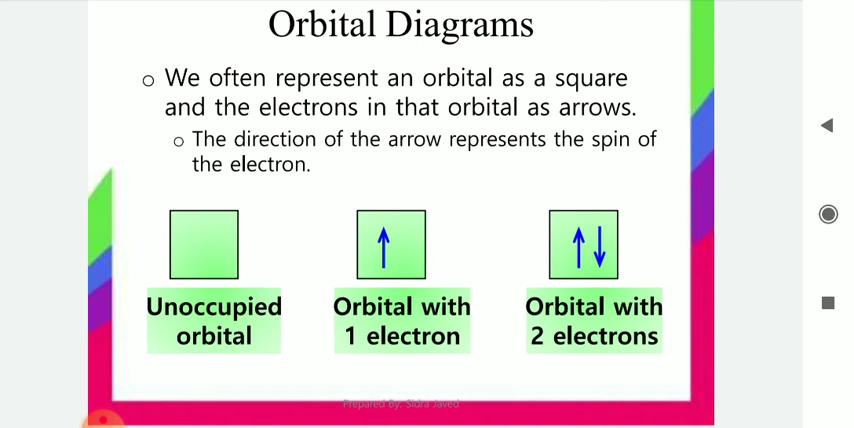 Orbital Diagrams
o We often represent an orbital as a square
and the electrons in that orbital as arrows.
o The direction of the arrow represents the spin of
the electron.
Unoccupied
orbital
Orbital with
1 electron
Orbital with
2 electrons
Prepared By: Sidra Javed